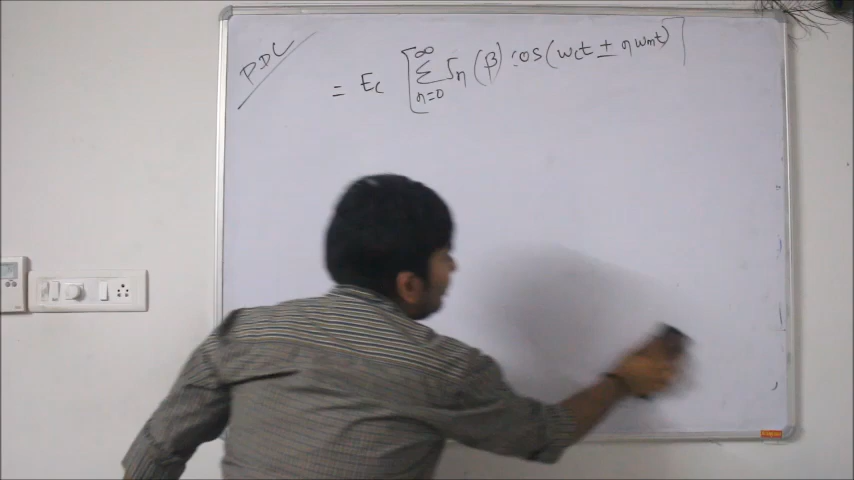 PDC
= Ec [ ∞ Σ n=0 Jn (β) cos (ωct ± nωmt) ]